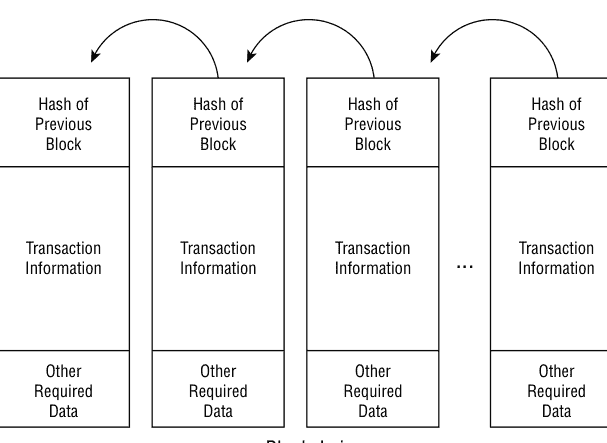 Hash of
Previous
Block
Hash of
Previous
Block
Hash of
Previous
Block
Hash of
Previous
Block
Transaction
Information
Transaction
Information
Transaction
Information
...
Transaction
Information
Other
Required
Data
Other
Required
Data
Other
Required
Data
Other
Required
Data